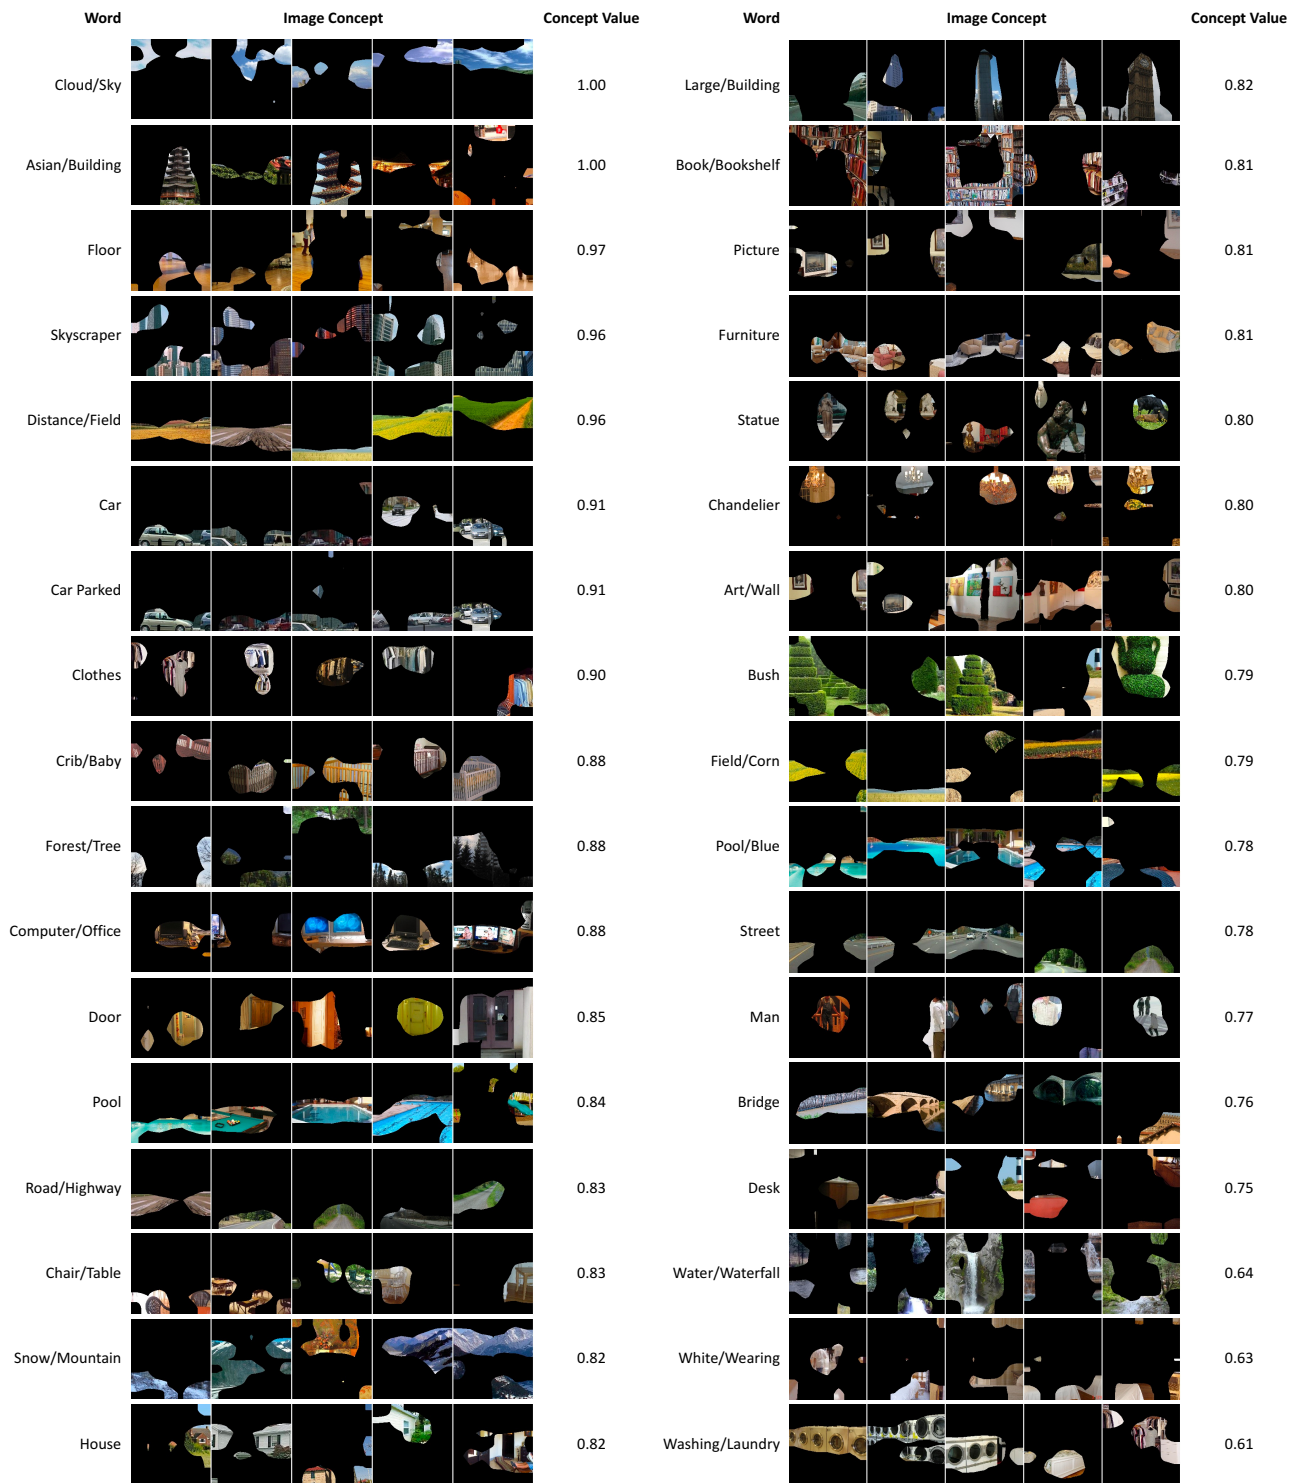 Word Image Concept Concept Value Word Image Concept Concept Value
Cloud/Sky 1.00 Large/Building 0.82
Asian/Building 1.00 Book/Bookshelf 0.81
Floor 0.97 Picture 0.81
Skyscraper 0.96 Furniture 0.81
Distance/Field 0.96 Statue 0.80
Car 0.91 Chandelier 0.80
Car Parked 0.91 Art/Wall 0.80
Clothes 0.90 Bush 0.79
Crib/Baby 0.88 Field/Corn 0.79
Forest/Tree 0.88 Pool/Blue 0.78
Computer/Office 0.88 Street 0.78
Door 0.85 Man 0.77
Pool 0.84 Bridge 0.76
Road/Highway 0.83 Desk 0.75
Chair/Table 0.83 Water/Waterfall 0.64
Snow/Mountain 0.82 White/Wearing 0.63
House 0.82 Washing/Laundry 0.61